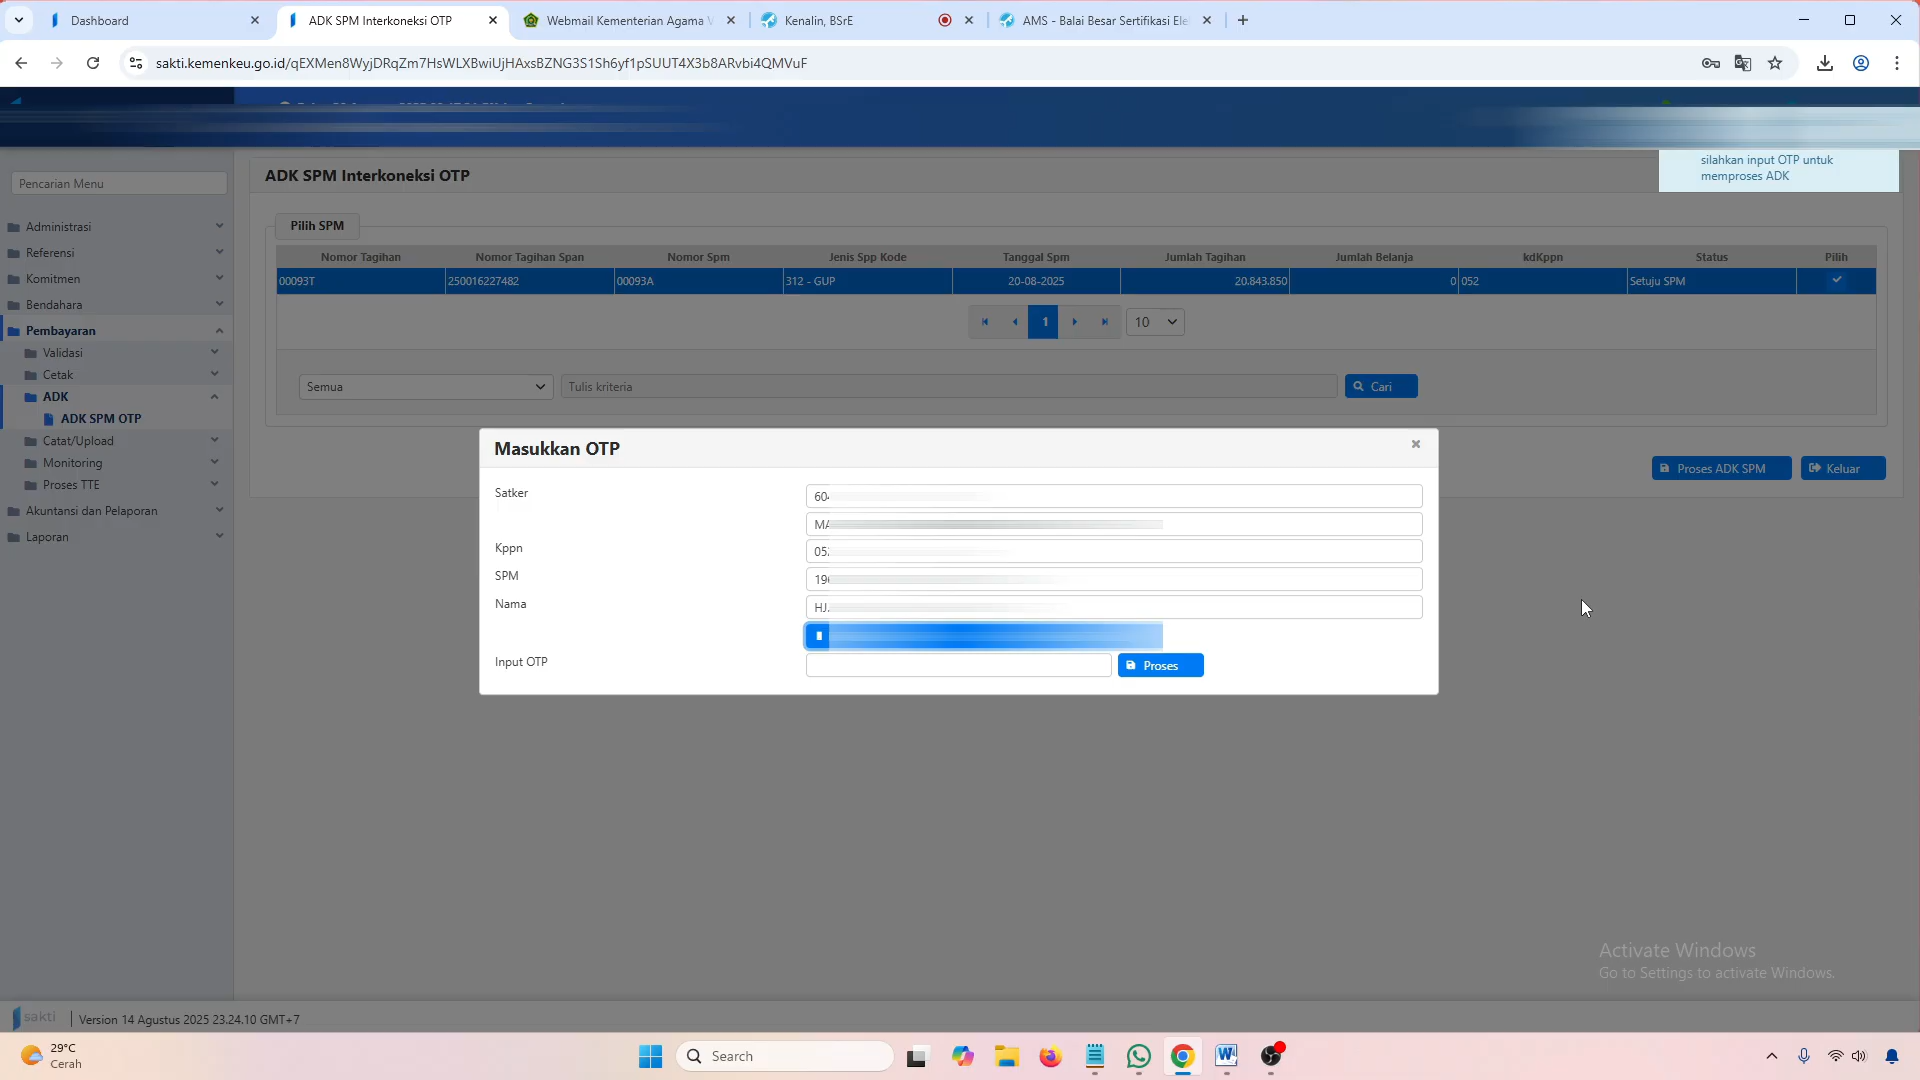 Dashboard
ADK SPM Interkoneksi OTP
Webmail Kementerian Agama
Kenalin, BSrE
AMS - Balai Besar Sertifikasi Ele
sakti.kemenkeu.go.id/qEXMen8WyjDRqZm7HsWLXBwiUjHAxsBZNG3S1Sh6yf1pSUUT4X3b8ARvbi4QMVuF
silahkan input OTP untuk
memproses ADK
Pencarian Menu
Administrasi
Referensi
Komitmen
Bendahara
Pembayaran
Validasi
Cetak
ADK
ADK SPM OTP
Catat/Upload
Monitoring
Proses TTE
Akuntansi dan Pelaporan
Laporan
ADK SPM Interkoneksi OTP
Pilih SPM
Nomor Tagihan Nomor Tagihan Span Nomor Spm Jenis Spp Kode Tanggal Spm Jumlah Tagihan Jumlah Belanja kdKppn Status Pilih
00093T 250016227482 00093A 312 - GUP 20-08-2025 20.843.850 0 052 Setuju SPM
1 10
Semua Tulis kriteria Cari
Proses ADK SPM Keluar
Masukkan OTP
Satker 60
MA
Kppn 05
SPM 19
Nama HJ.
Input OTP Proses
Activate Windows
Go to Settings to activate Windows.
sakti Version 14 Agustus 2025 23.24.10 GMT+7
29°C
Cerah
Search